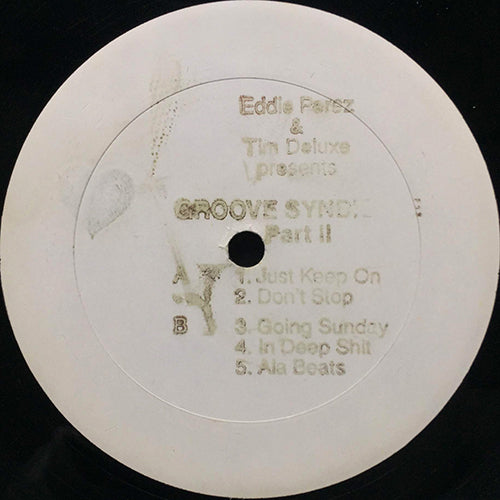 Eddie Perez
&
Tim Deluxe
presents
GROOVE
Part II
A 1. Just Keep On
2. Don't Stop
B 3. Going Sunday
4. In Deep Shit
5. Ala Beats